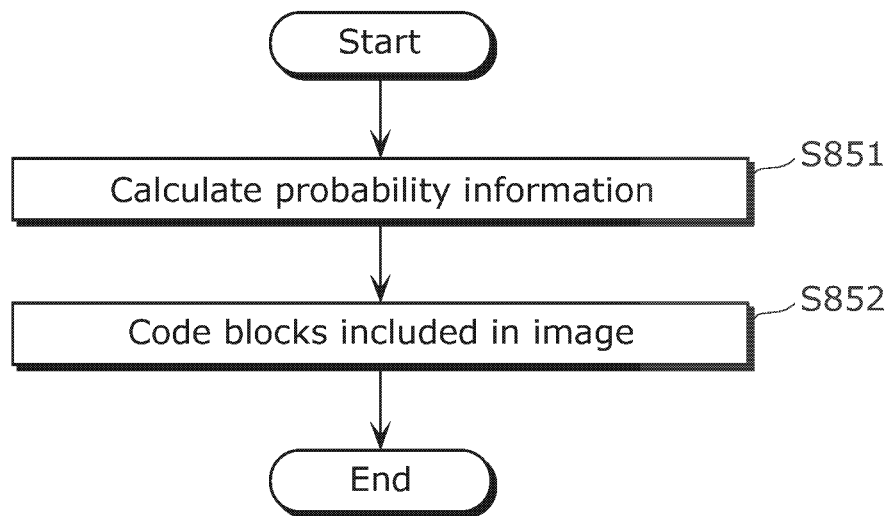 Start
S851
Calculate probability information
S852
Code blocks included in image
End